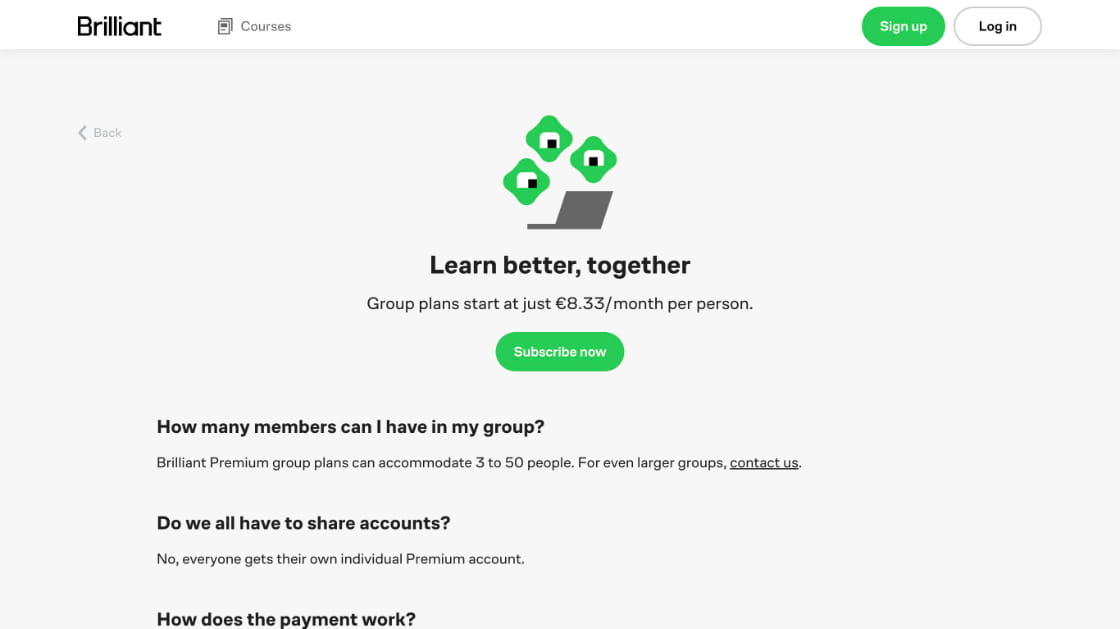 Brilliant
Courses
Sign up
Log in
Back
Learn better, together
Group plans start at just €8.33/month per person.
Subscribe now
How many members can I have in my group?
Brilliant Premium group plans can accommodate 3 to 50 people. For even larger groups, contact us.
Do we all have to share accounts?
No, everyone gets their own individual Premium account.
How does the payment work?